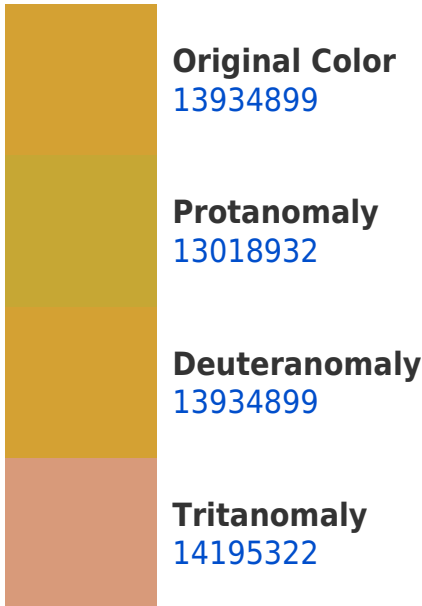 Original Color
13934899
Protanomaly
13018932
Deuteranomaly
13934899
Tritanomaly
14195322